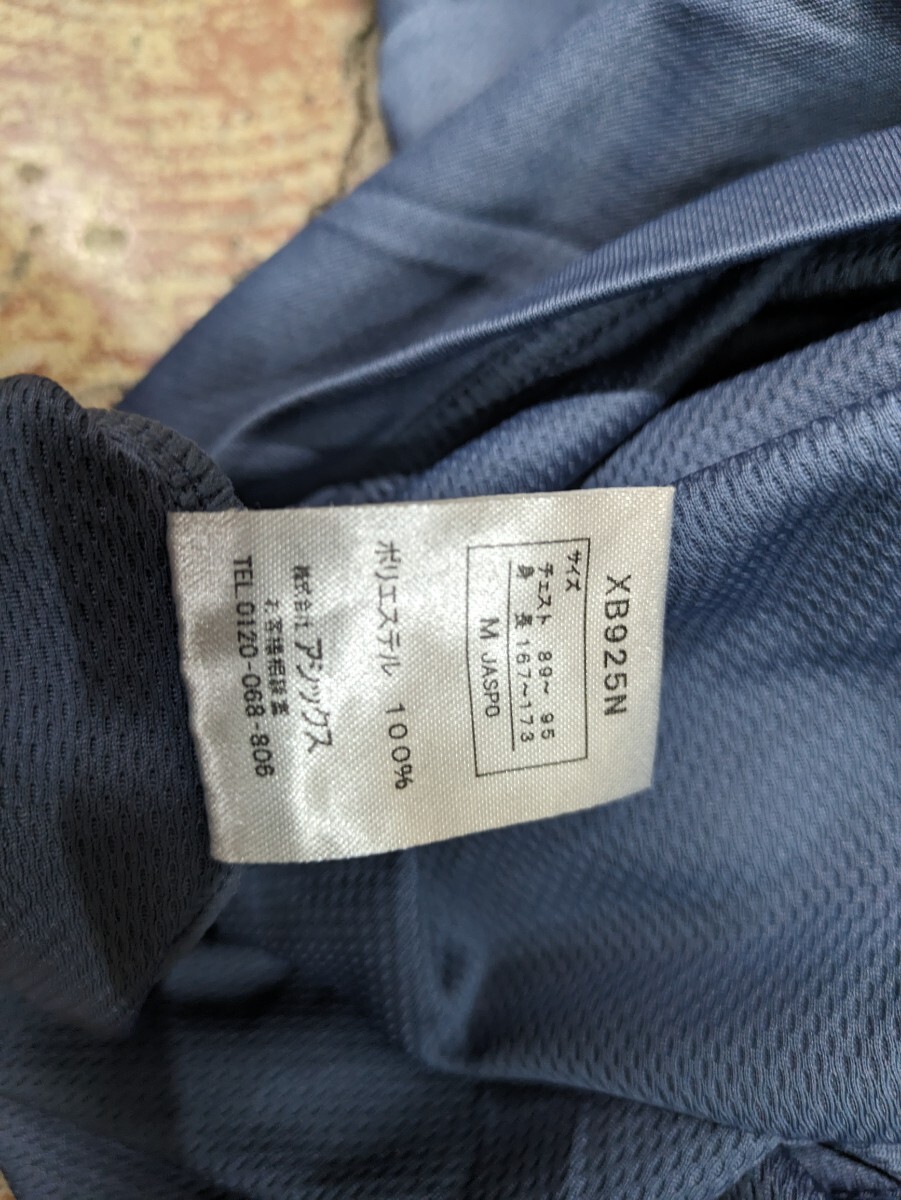 XB925N
サイズ
チェスト 89～ 95
身 長 167～173
M JASPO
ポリエステル 100%
株式会社 アシックス
お客様相談室
TEL 0120-068-806